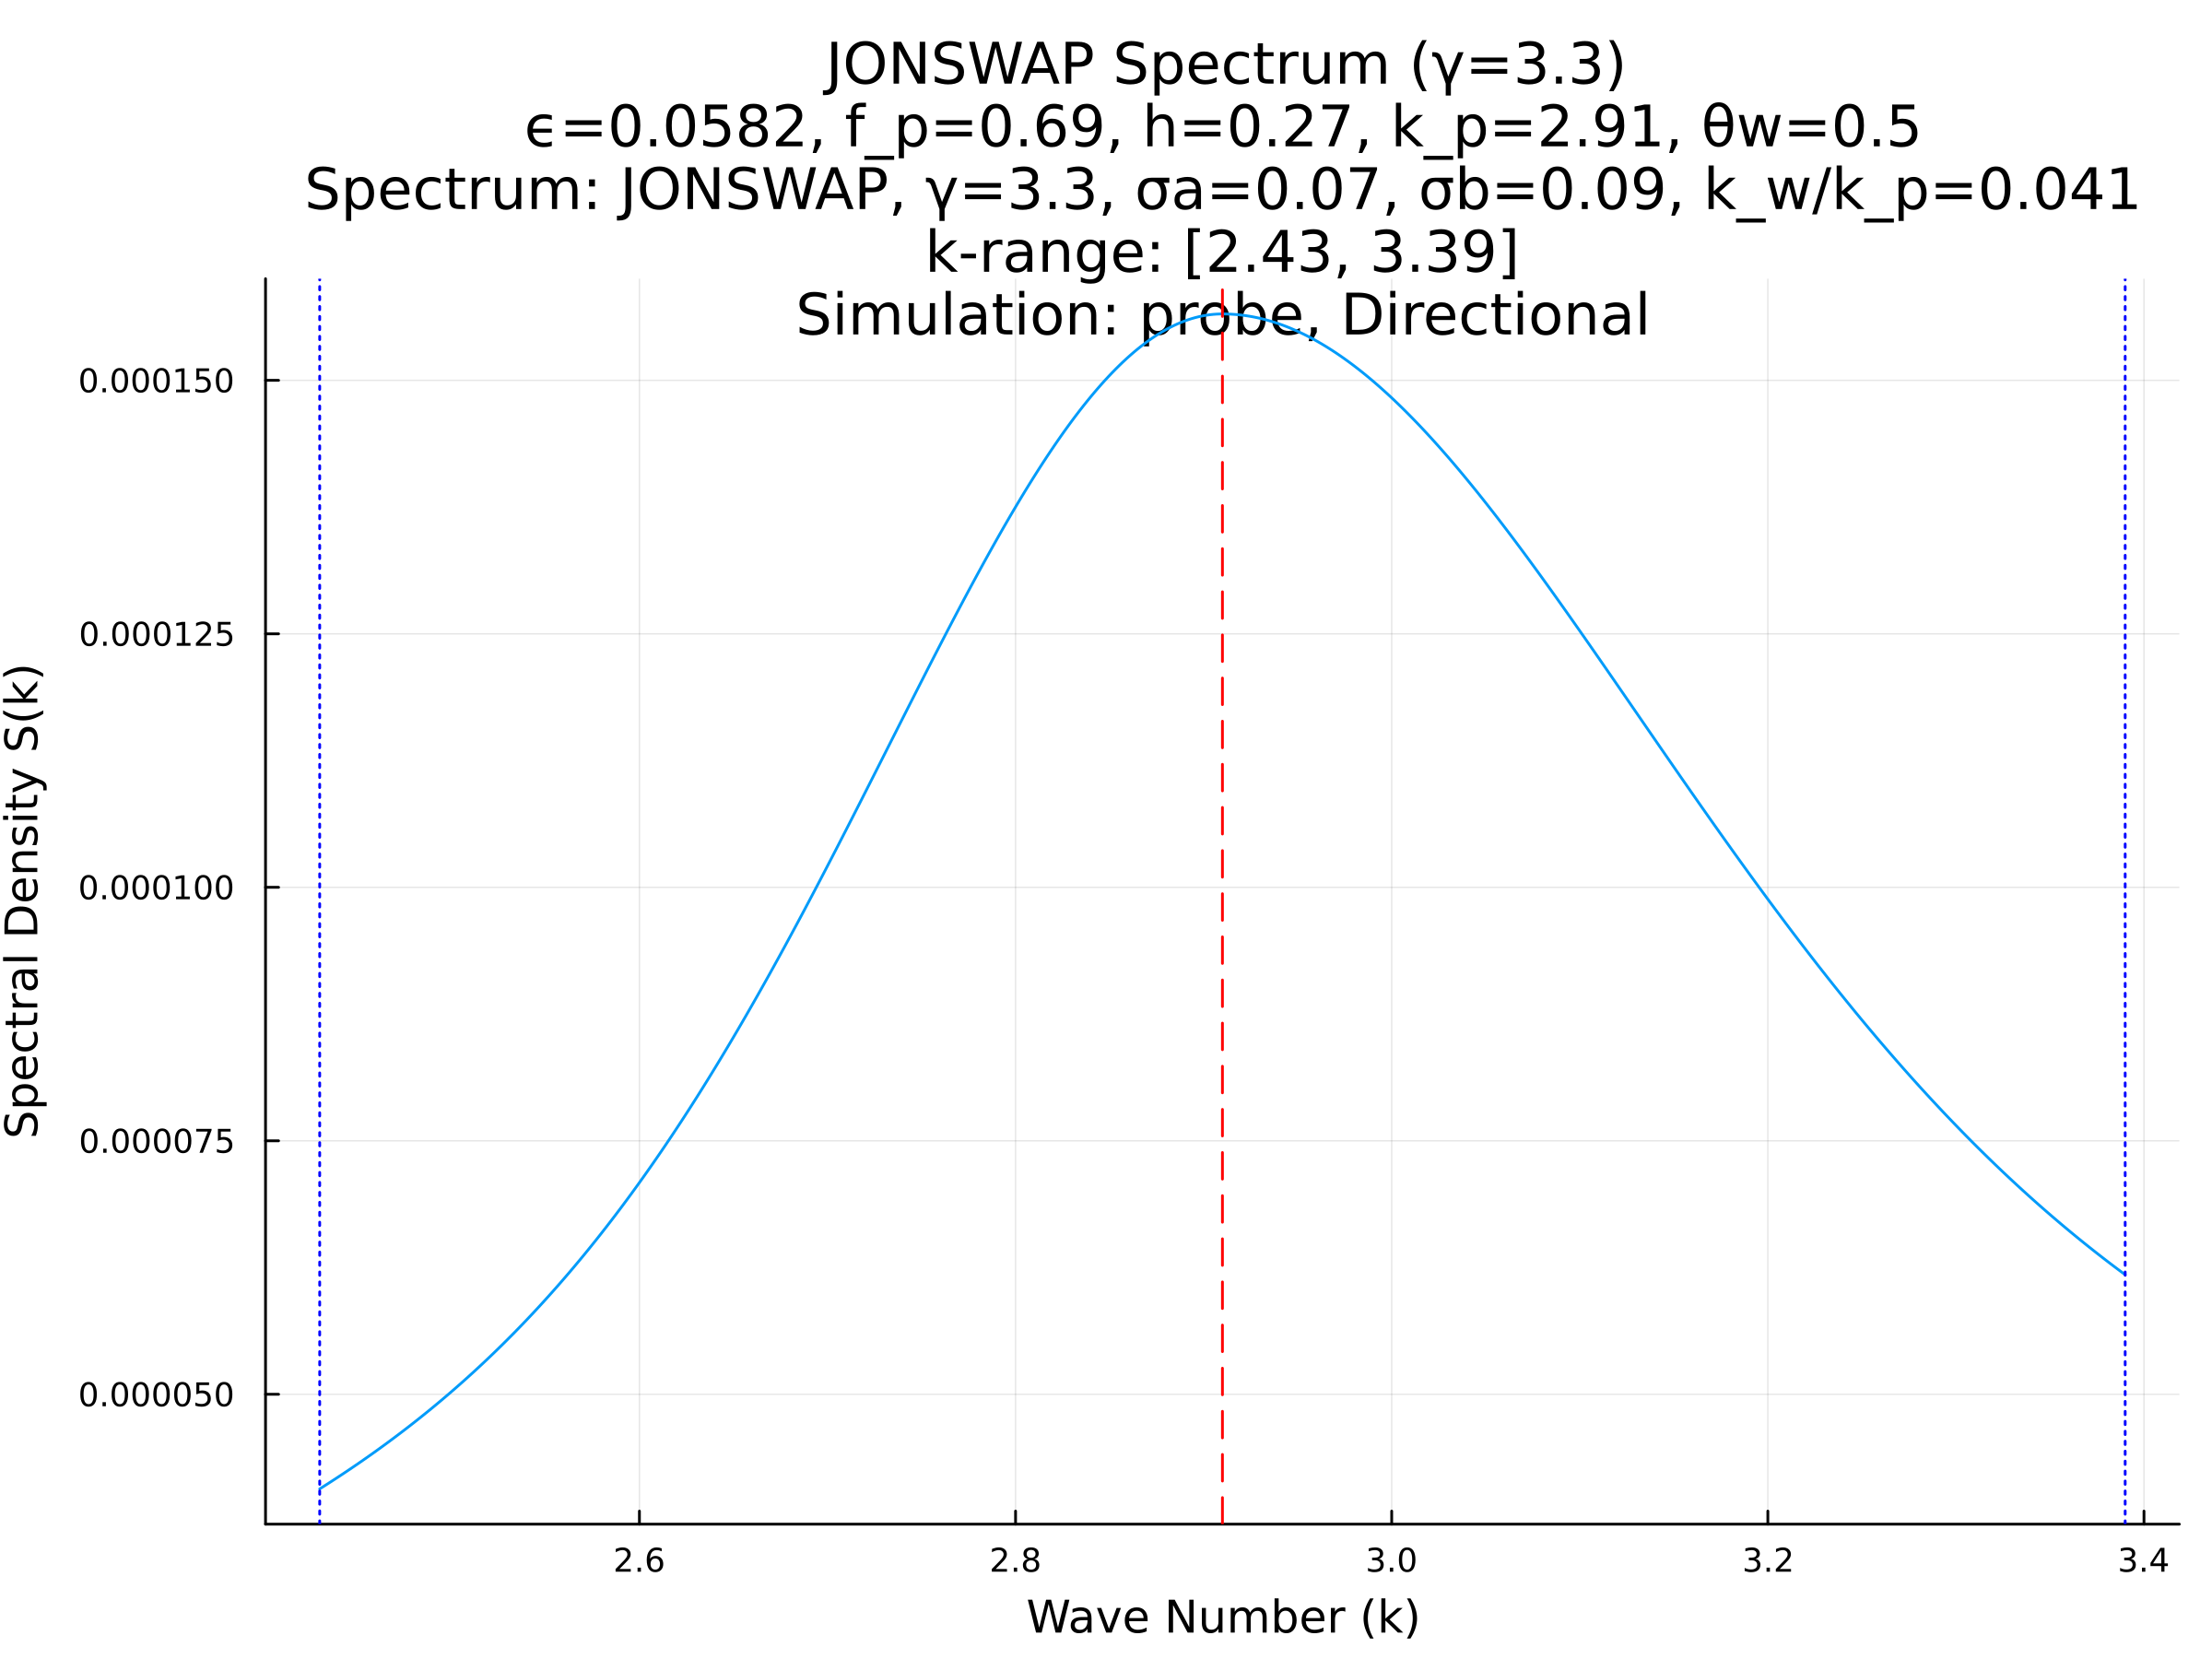 JONSWAP Spectrum (γ=3.3)
ϵ=0.0582, f_p=0.69, h=0.27, k_p=2.91, θw=0.5
Spectrum: JONSWAP, γ=3.3, σa=0.07, σb=0.09, k_w/k_p=0.041
k-range: [2.43, 3.39]
Simulation: probe, Directional
0.000150
0.000125
0.000100
0.000075
0.000050
Spectral Density S(k)
2.6
2.8
3.0
3.2
3.4
Wave Number (k)